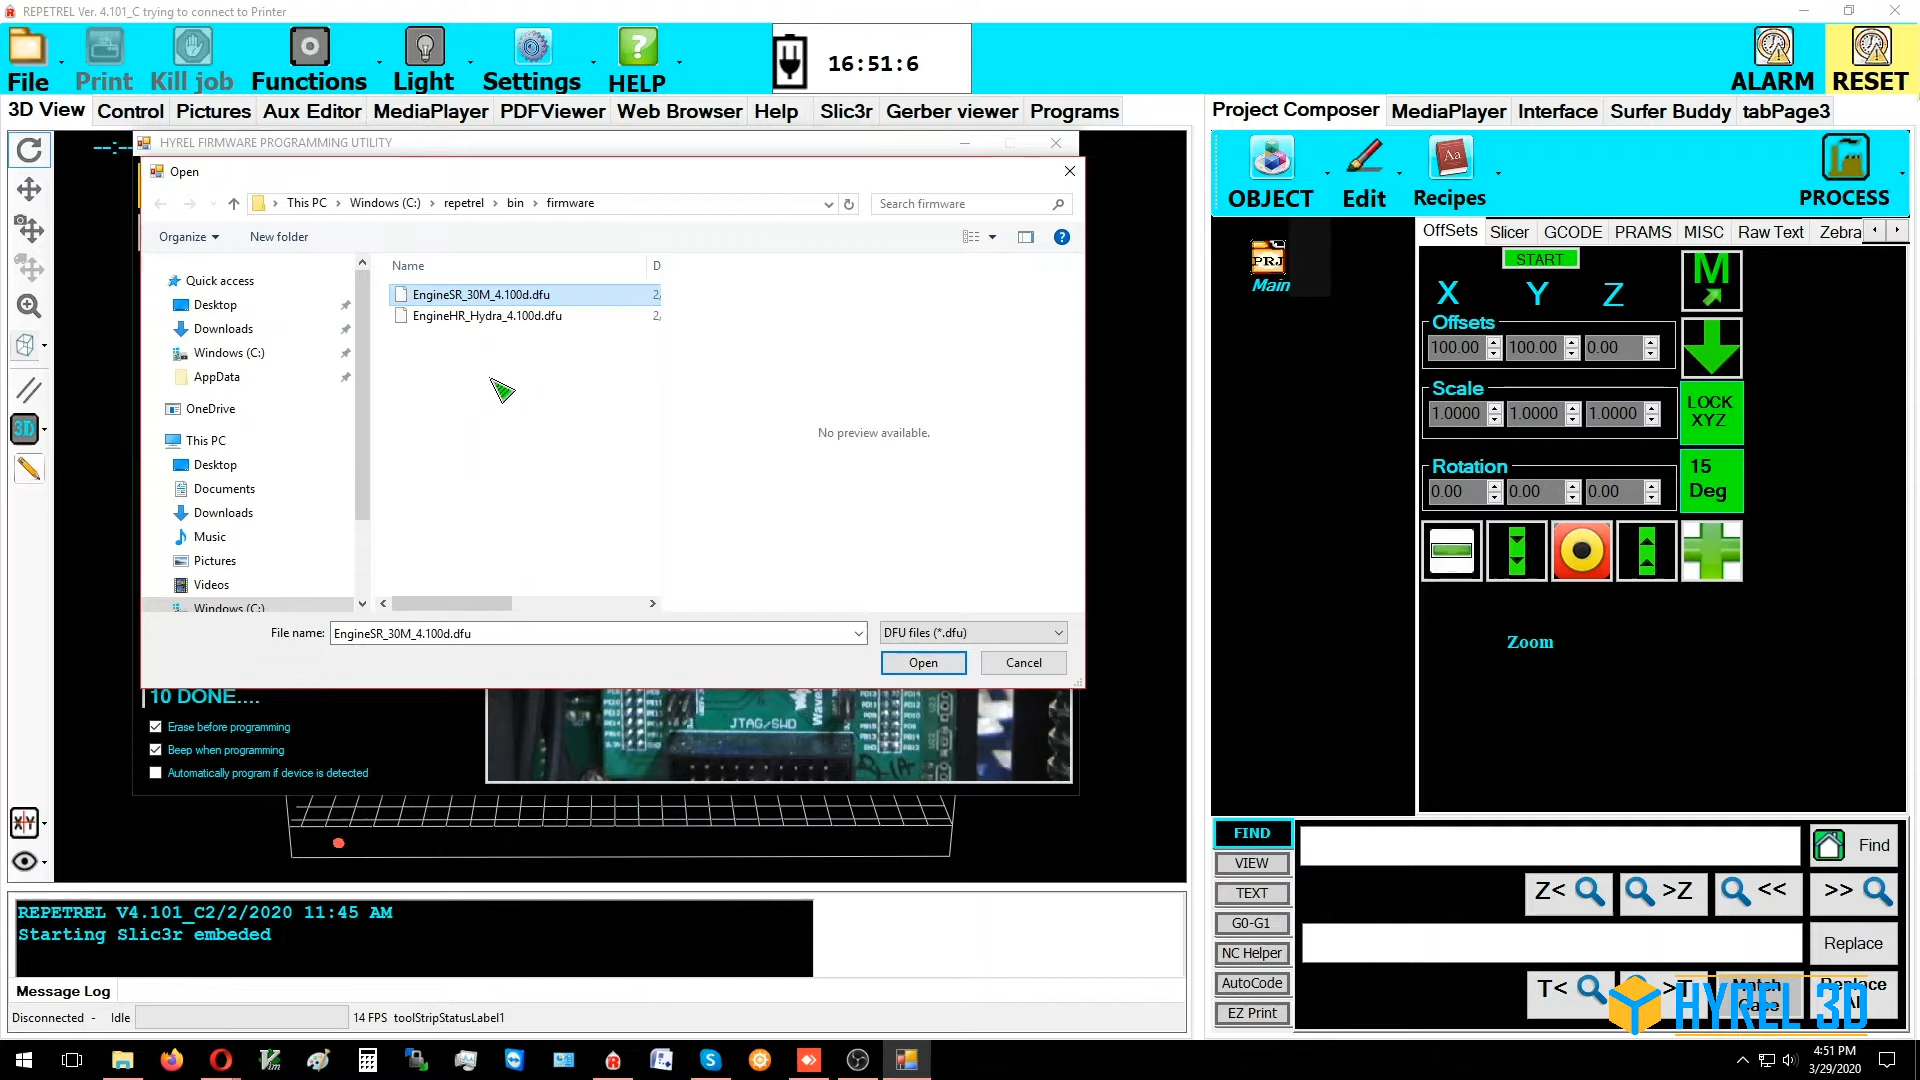 REPETREL Ver. 4.101_C trying to connect to Printer
File
Print
Kill job
Functions
Light
Settings
HELP
16:51:6
ALARM
RESET
3D View
Control
Pictures
Aux Editor
MediaPlayer
PDFViewer
Web Browser
Help
Slic3r
Gerber viewer
Programs
Project Composer
MediaPlayer
Interface
Surfer Buddy
tabPage3
HYREL FIRMWARE PROGRAMMING UTILITY
Open
This PC
Windows (C:)
repetrel
bin
firmware
Search firmware
Organize
New folder
Name
D
Quick access
Desktop
Downloads
Windows (C:)
AppData
OneDrive
This PC
Desktop
Documents
Downloads
Music
Pictures
Videos
Windows (C:)
EngineSR_30M_4.100d.dfu
2,
EngineHR_Hydra_4.100d.dfu
2,
No preview available.
File name:
EngineSR_30M_4.100d.dfu
DFU files (*.dfu)
Open
Cancel
10 DONE....
Erase before programming
Beep when programming
Automatically program if device is detected
JTAG/SWD
3D
OBJECT
Edit
Aa
Recipes
PROCESS
PRJ
Main
OffSets
Slicer
GCODE
PRAMS
MISC
Raw Text
Zebra
START
X
Y
Z
M
Offsets
100.00
100.00
0.00
Scale
1.0000
1.0000
1.0000
LOCK
XYZ
Rotation
0.00
0.00
0.00
15
Deg
Zoom
FIND
VIEW
TEXT
G0-G1
NC Helper
AutoCode
EZ Print
Find
Z<
>Z
<<
>>
Replace
T<
>T
HYREL 3D
REPETREL V4.101_C2/2/2020 11:45 AM
Starting Slic3r embeded
Message Log
Disconnected - Idle
14 FPS toolStripStatusLabel1
4:51 PM
3/29/2020